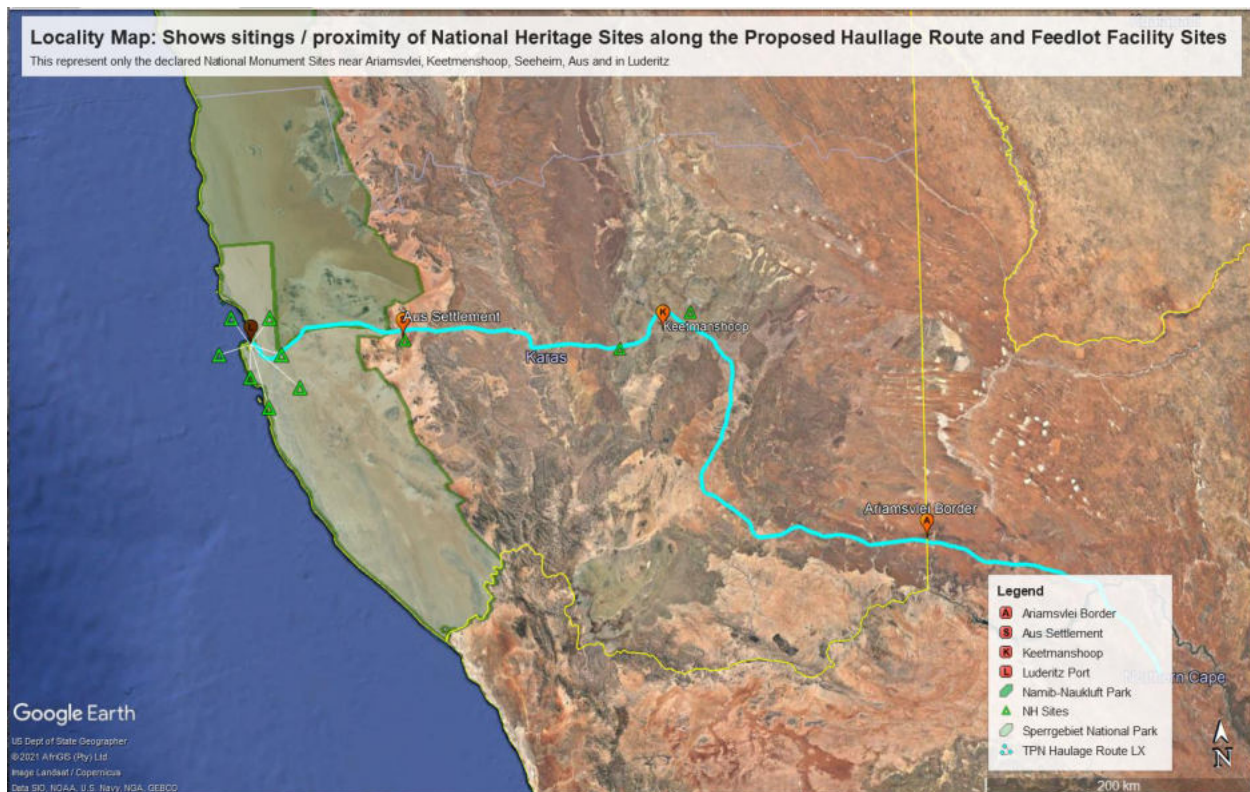 Locality Map: Shows sitings / proximity of National Heritage Sites along the Proposed Haullage Route and Feedlot Facility Sites
This represent only the declared National Monument Sites near Ariamsvlei, Keetmenshoop, Seeheim, Aus and in Luderitz
Aus Settlement
K
Keetmanshoop
Karas
Ariamsvlei Border
A
Legend
A Ariamsvlei Border
S Aus Settlement
K Keetmanshoop
L Luderitz Port
Namib-Naukluft Park
NH Sites
Sperrgebiet National Park
TPN Haulage Route LX
Northern Cape
N
200 km
Google Earth
US Dept of State Geographer
©2021 AfriGIS (Pty) Ltd.
Image Landsat / Copernicus
Data SIO, NOAA, U.S. Navy, NGA, GEBCO